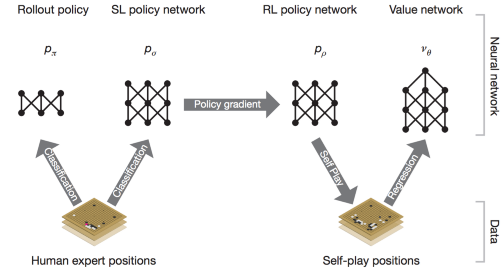 Rollout policy
SL policy network
RL policy network
Value network
pπ
pσ
pρ
νθ
Neural network
Policy gradient
Classification
Classification
Self Play
Regression
Data
Human expert positions
Self-play positions